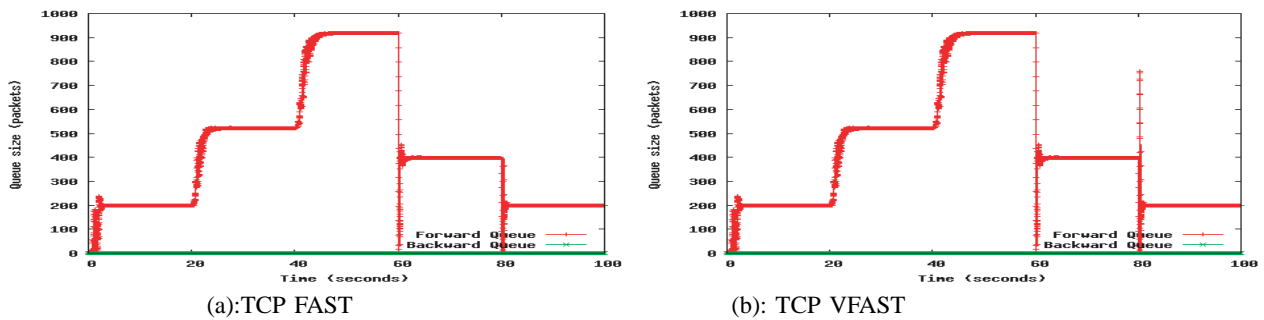 1000
900
800
700
600
500
400
300
200
100
0
Queue size (packets)
Forward Queue
Backward Queue
0 20 40 60 80 100
Time (seconds)
(a):TCP FAST
1000
900
800
700
600
500
400
300
200
100
0
Queue size (packets)
Forward Queue
Backward Queue
0 20 40 60 80 100
Time (seconds)
(b): TCP VFAST